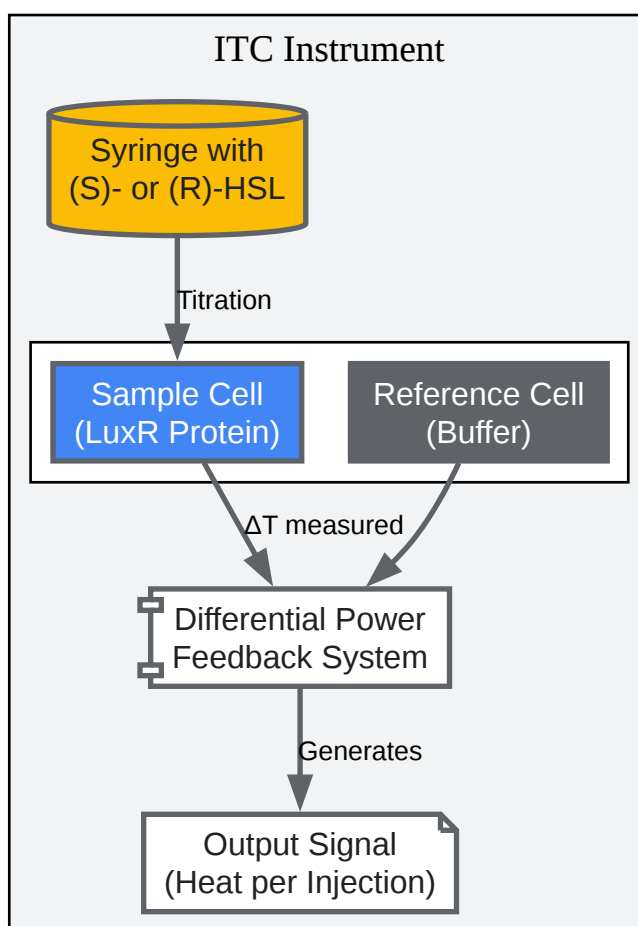 ITC Instrument
Syringe with
(S)- or (R)-HSL
Titration
Sample Cell
(LuxR Protein)
Reference Cell
(Buffer)
ΔT measured
Differential Power
Feedback System
Generates
Output Signal
(Heat per Injection)